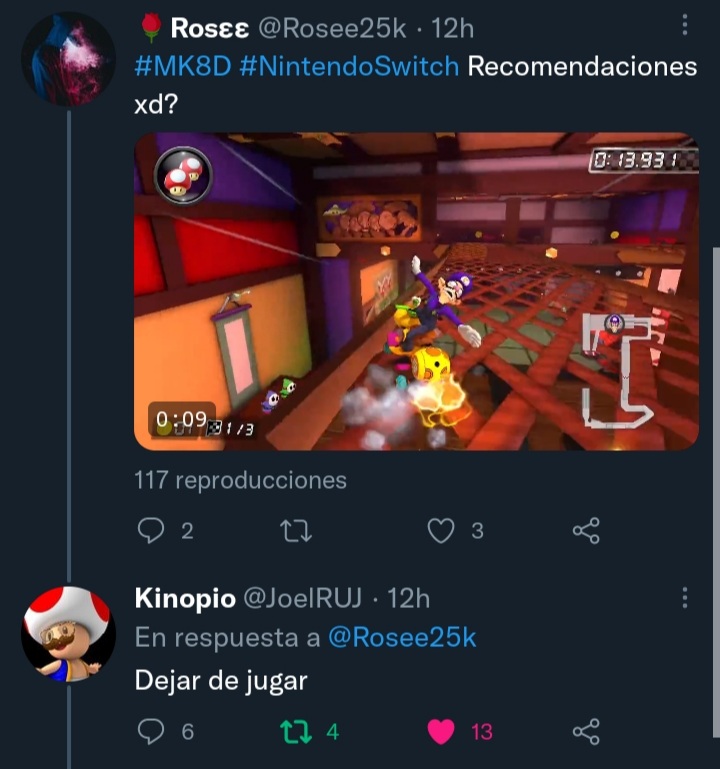 🌹 Rosεε @Rosee25k · 12h
#MK8D #NintendoSwitch Recomendaciones
xd?
0:13.931
0:09
1/3
117 reproducciones
2 3
Kinopio @JoelRUJ · 12h
En respuesta a @Rosee25k
Dejar de jugar
6 4 13